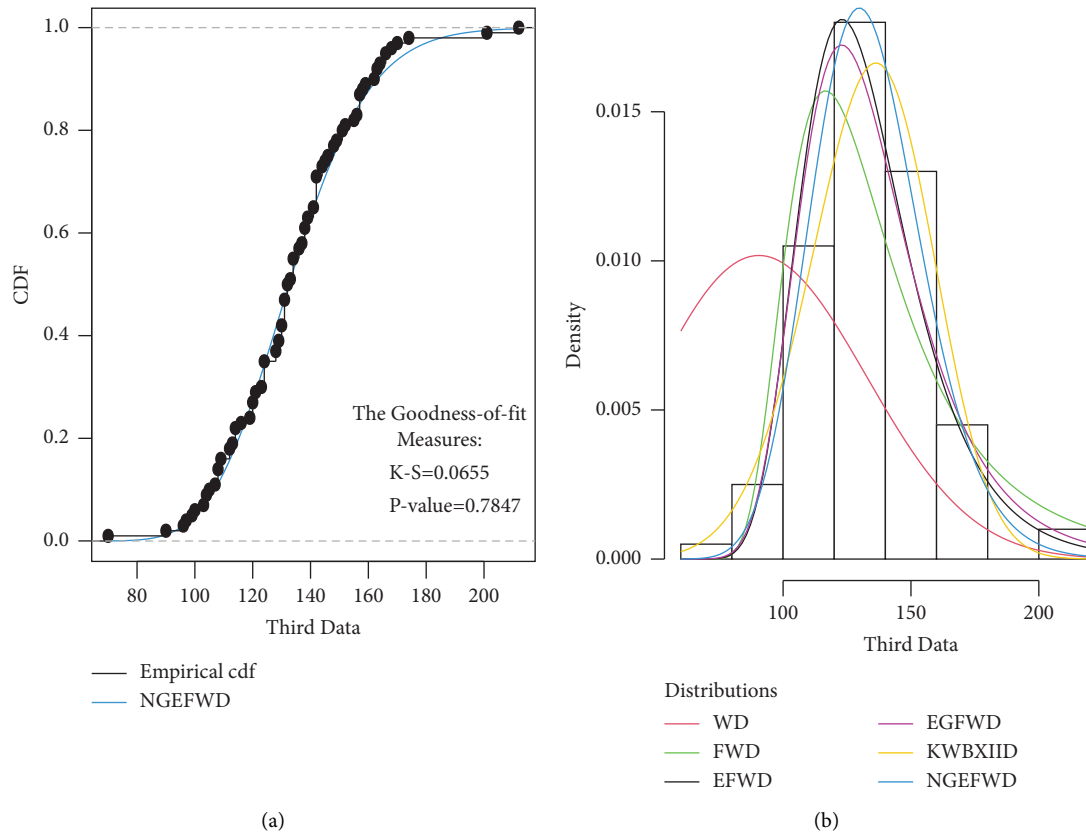 1.0
0.8
0.6
0.4
0.2
0.0
CDF
The Goodness-of-fit
Measures:
K-S=0.0655
P-value=0.7847
80 100 120 140 160 180 200
Third Data
Empirical cdf
NGEFWD
(a)
0.015
0.010
0.005
0.000
Density
100 150 200
Third Data
Distributions
WD EGFWD
FWD KWBXIID
EFWD NGEFWD
(b)